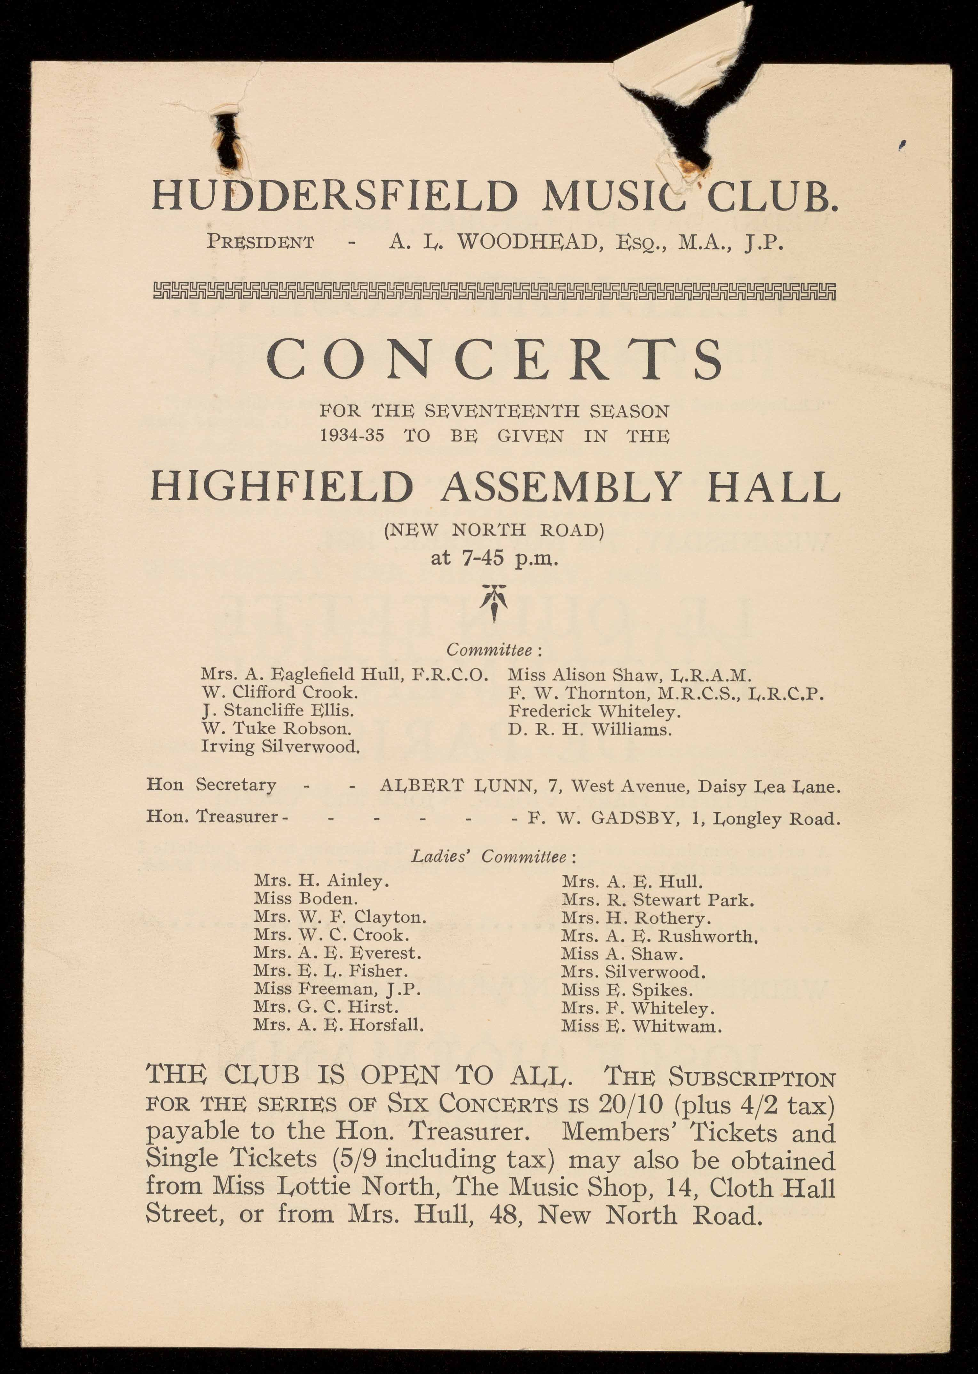 HUDDERSFIELD MUSIC CLUB.
PRESIDENT - A. L. WOODHEAD, ESQ., M.A., J.P.
CONCERTS
FOR THE SEVENTEENTH SEASON
1934-35 TO BE GIVEN IN THE
HIGHFIELD ASSEMBLY HALL
(NEW NORTH ROAD)
at 7-45 p.m.
Committee :
Mrs. A. Eaglefield Hull, F.R.C.O.
W. Clifford Crook.
J. Stancliffe Ellis.
W. Tuke Robson.
Irving Silverwood.
Miss Alison Shaw, L.R.A.M.
F. W. Thornton, M.R.C.S., L.R.C.P.
Frederick Whiteley.
D. R. H. Williams.
Hon Secretary - - ALBERT LUNN, 7, West Avenue, Daisy Lea Lane.
Hon. Treasurer - - - - - - F. W. GADSBY, 1, Longley Road.
Ladies' Committee :
Mrs. H. Ainley.
Miss Boden.
Mrs. W. F. Clayton.
Mrs. W. C. Crook.
Mrs. A. E. Everest.
Mrs. E. L. Fisher.
Miss Freeman, J.P.
Mrs. G. C. Hirst.
Mrs. A. E. Horsfall.
Mrs. A. E. Hull.
Mrs. R. Stewart Park.
Mrs. H. Rothery.
Mrs. A. E. Rushworth.
Miss A. Shaw.
Mrs. Silverwood.
Miss E. Spikes.
Mrs. F. Whiteley.
Miss E. Whitwam.
THE CLUB IS OPEN TO ALL. THE SUBSCRIPTION
FOR THE SERIES OF SIX CONCERTS IS 20/10 (plus 4/2 tax)
payable to the Hon. Treasurer. Members' Tickets and
Single Tickets (5/9 including tax) may also be obtained
from Miss Lottie North, The Music Shop, 14, Cloth Hall
Street, or from Mrs. Hull, 48, New North Road.